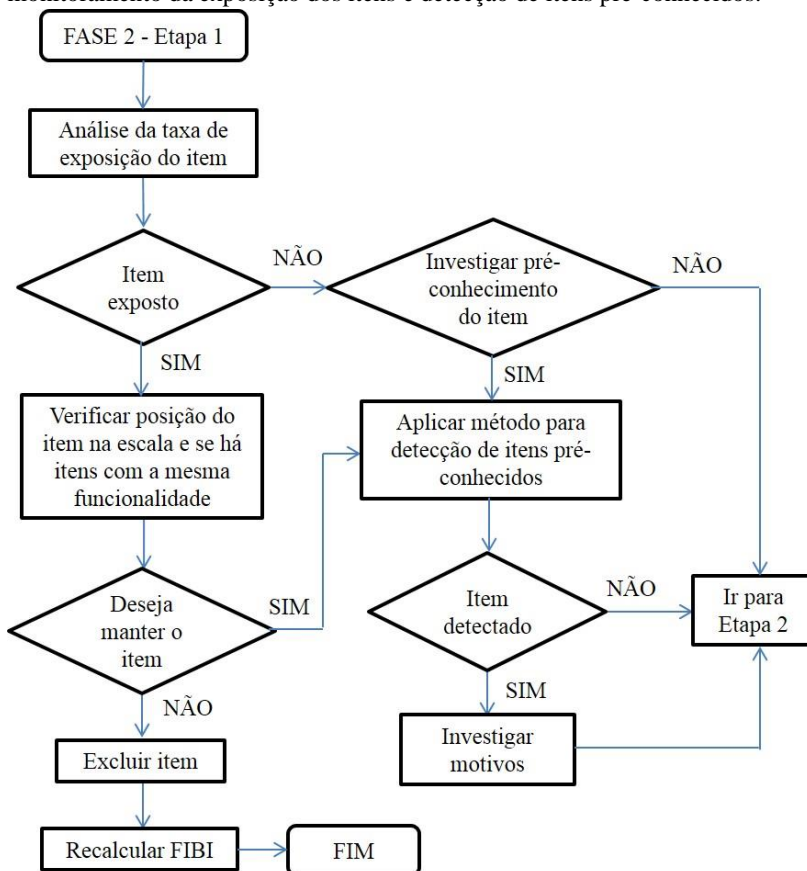 monitoramento da exposição dos itens e detecção de itens pré-conhecidos.
FASE 2 - Etapa 1
Análise da taxa de
exposição do item
Item
exposto
NÃO
Investigar pré-
conhecimento
do item
NÃO
SIM
SIM
Verificar posição do
item na escala e se há
itens com a mesma
funcionalidade
Aplicar método para
detecção de itens pré-
conhecidos
Deseja
manter o
item
SIM
Item
detectado
NÃO
Ir para
Etapa 2
NÃO
SIM
Excluir item
Investigar
motivos
Recalcular FIBI
FIM